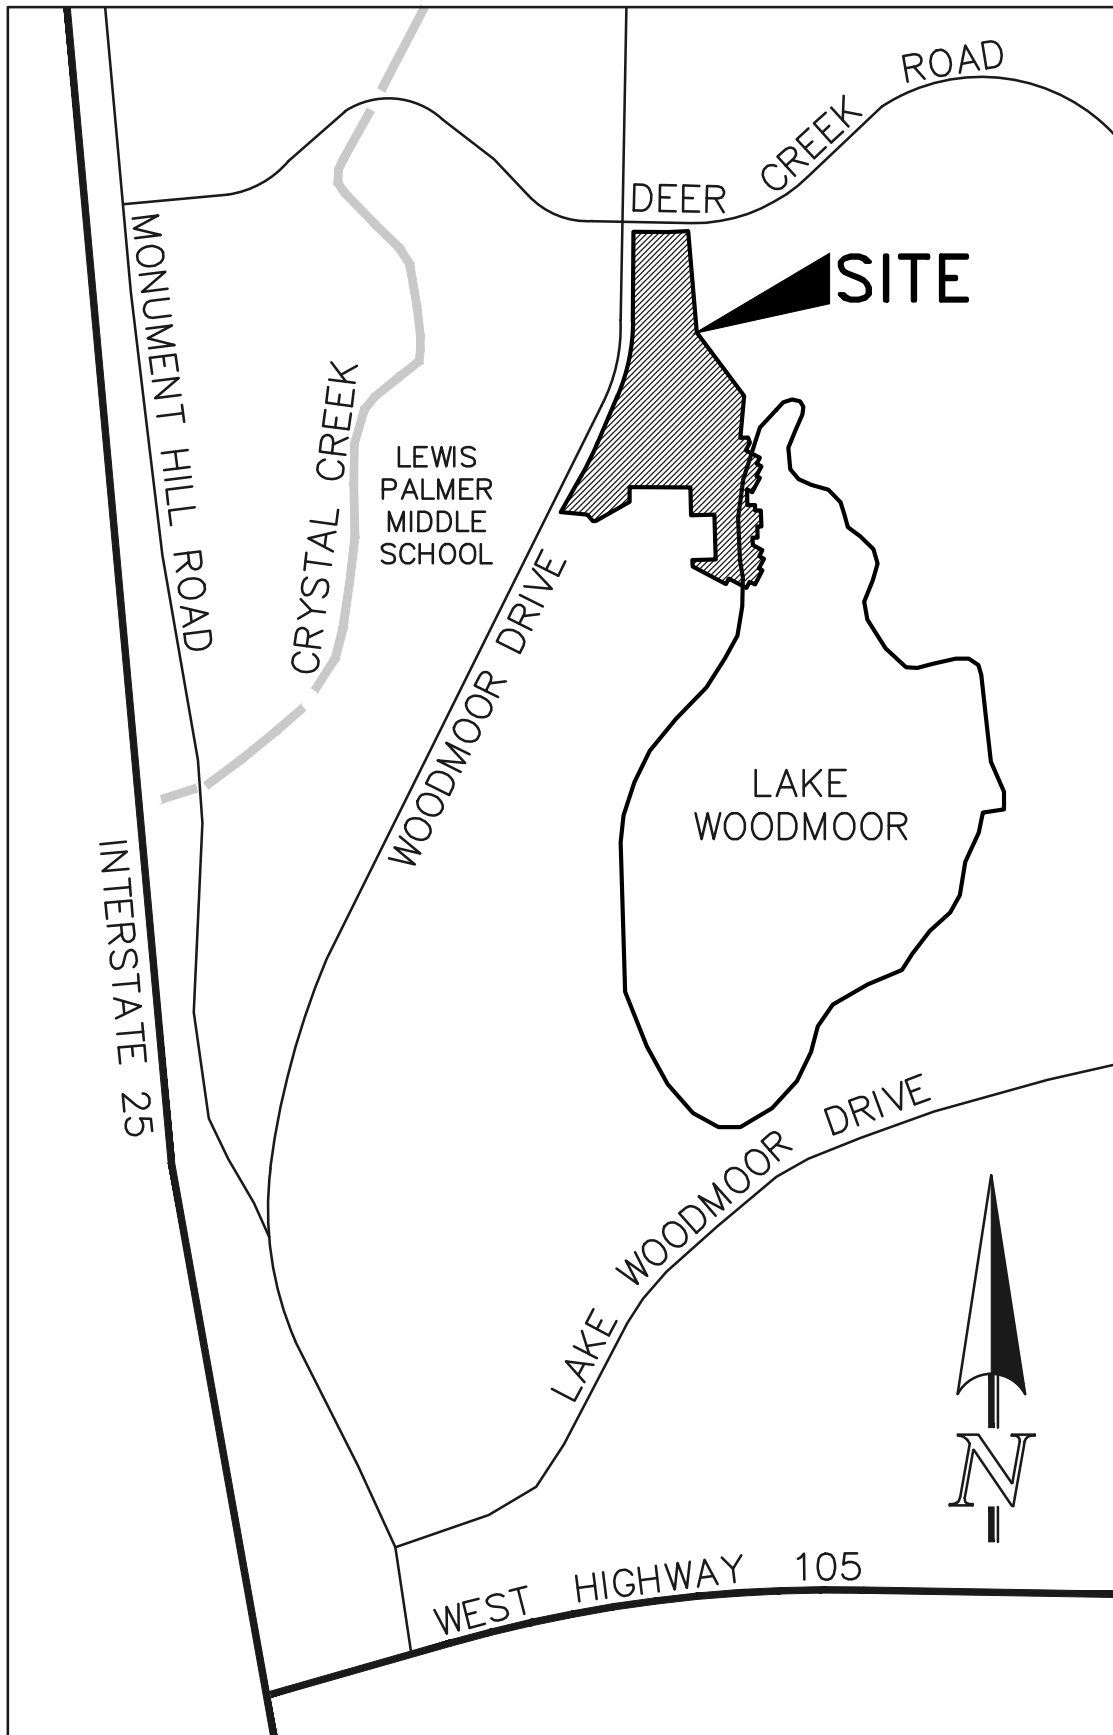 DEER CREEK ROAD
SITE
MONUMENT HILL ROAD
CRYSTAL CREEK
LEWIS
PALMER
MIDDLE
SCHOOL
WOODMOOR DRIVE
LAKE
WOODMOOR
INTERSTATE 25
LAKE WOODMOOR DRIVE
N
WEST HIGHWAY 105